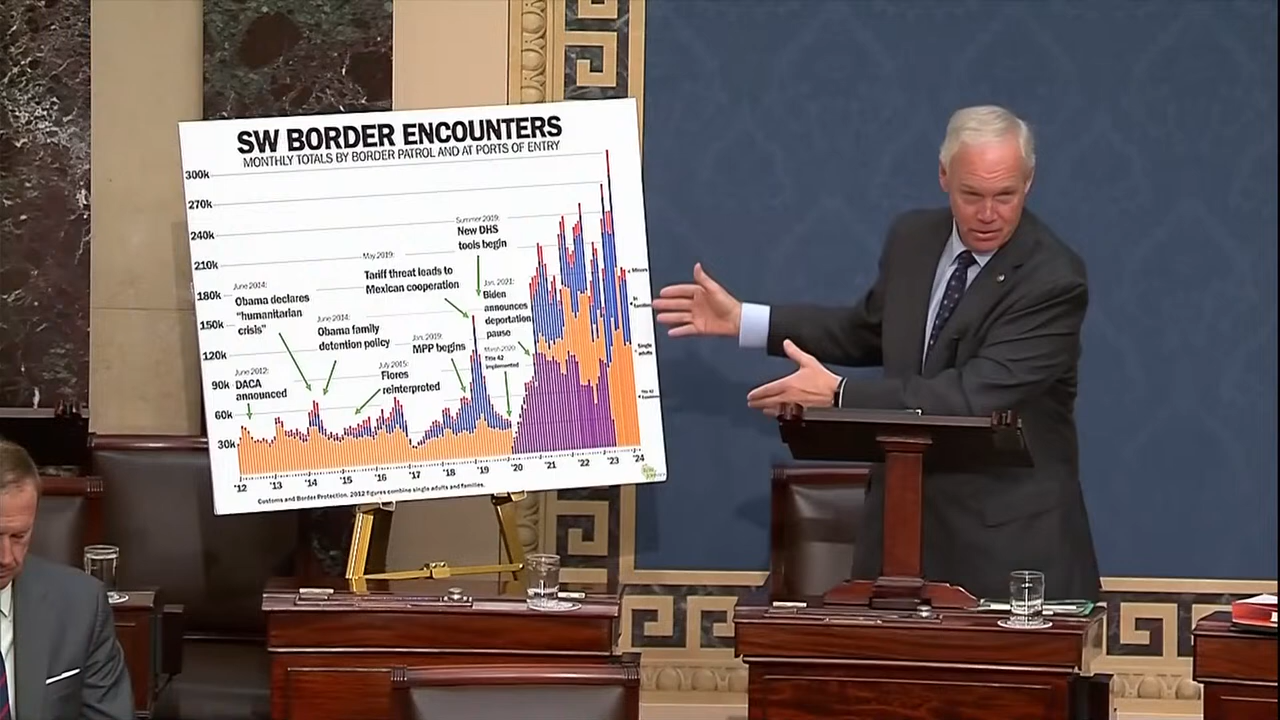 SW BORDER ENCOUNTERS
MONTHLY TOTALS BY BORDER PATROL AND AT PORTS OF ENTRY
300k
270k
240k
210k
180k
150k
120k
90k
60k
30k
June 2012:
DACA
announced
June 2014:
Obama declares
"humanitarian
crisis"
June 2014:
Obama family
detention policy
July 2015:
Flores
reinterpreted
May 2019:
Tariff threat leads to
Mexican cooperation
Jan. 2019:
MPP begins
Summer 2019:
New DHS
tools begin
Jan. 2021:
Biden
announces
deportation
pause
March 2020:
Title 42
implemented
Minors
In
families
Single
adults
'12 '13 '14 '15 '16 '17 '18 '19 '20 '21 '22 '23 '24
Customs and Border Protection. 2012 figures combine single adults and families.